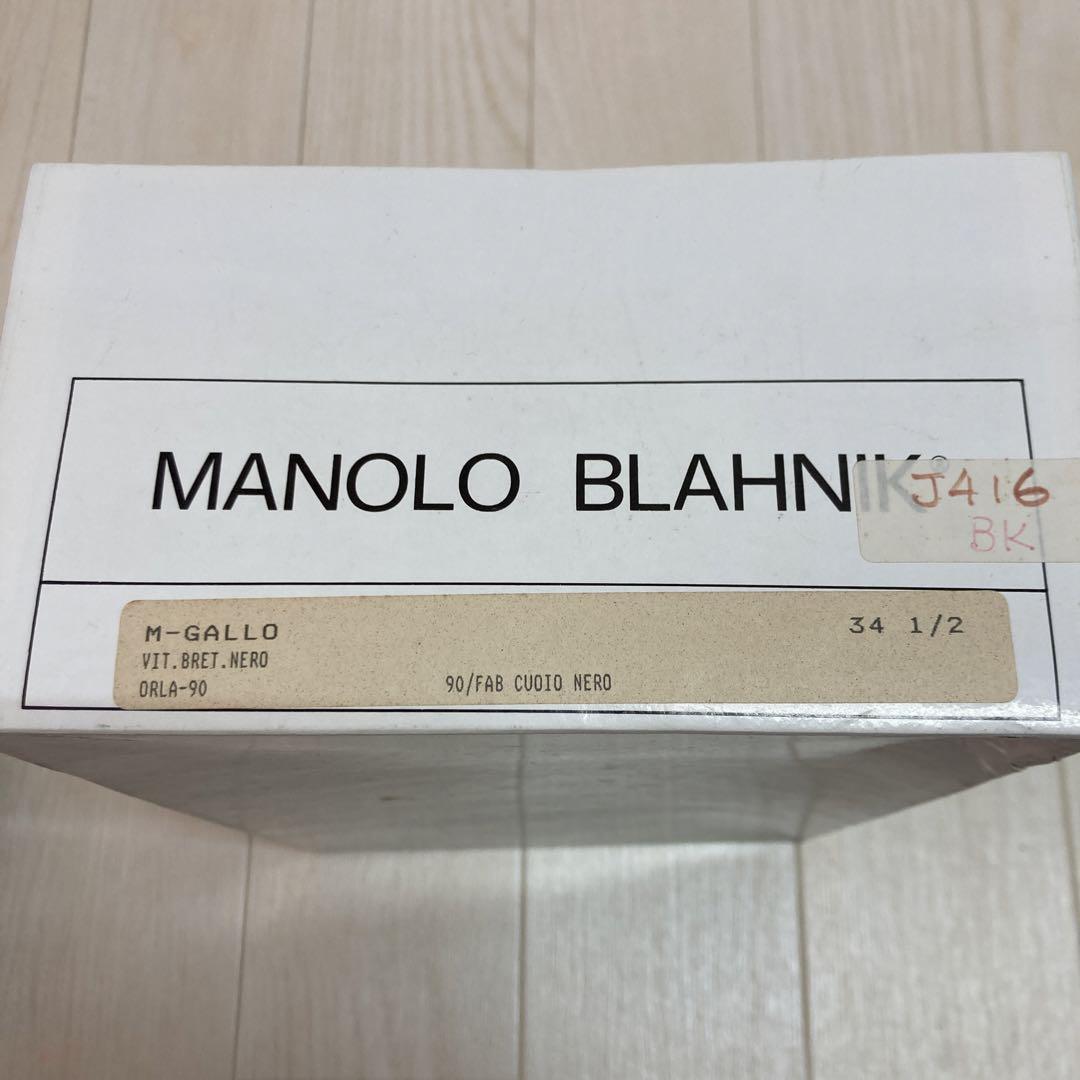 MANOLO BLAHNIK®
J416
BK
M-GALLO 34 1/2
VIT.BRET.NERO
ORLA-90 90/FAB CUOIO NERO